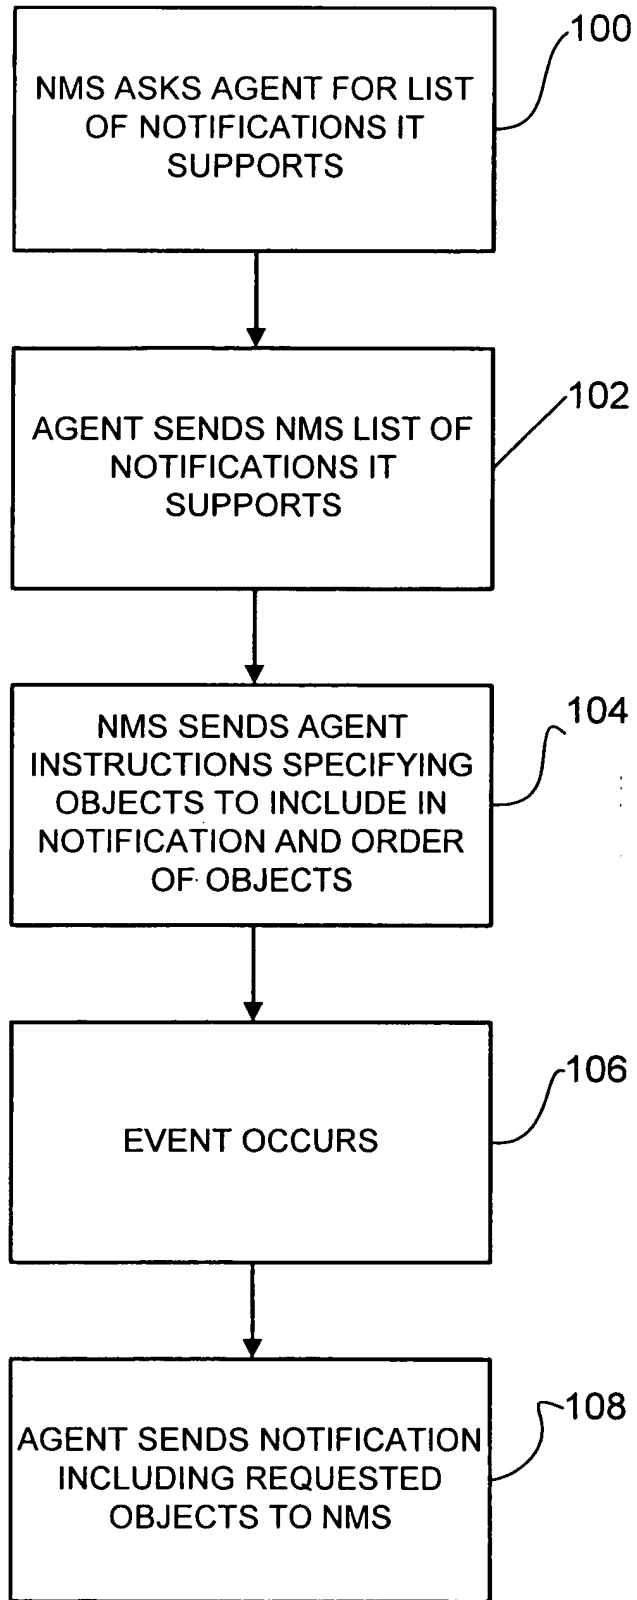 100
NMS ASKS AGENT FOR LIST
OF NOTIFICATIONS IT
SUPPORTS
102
AGENT SENDS NMS LIST OF
NOTIFICATIONS IT
SUPPORTS
104
NMS SENDS AGENT
INSTRUCTIONS SPECIFYING
OBJECTS TO INCLUDE IN
NOTIFICATION AND ORDER
OF OBJECTS
106
EVENT OCCURS
108
AGENT SENDS NOTIFICATION
INCLUDING REQUESTED
OBJECTS TO NMS